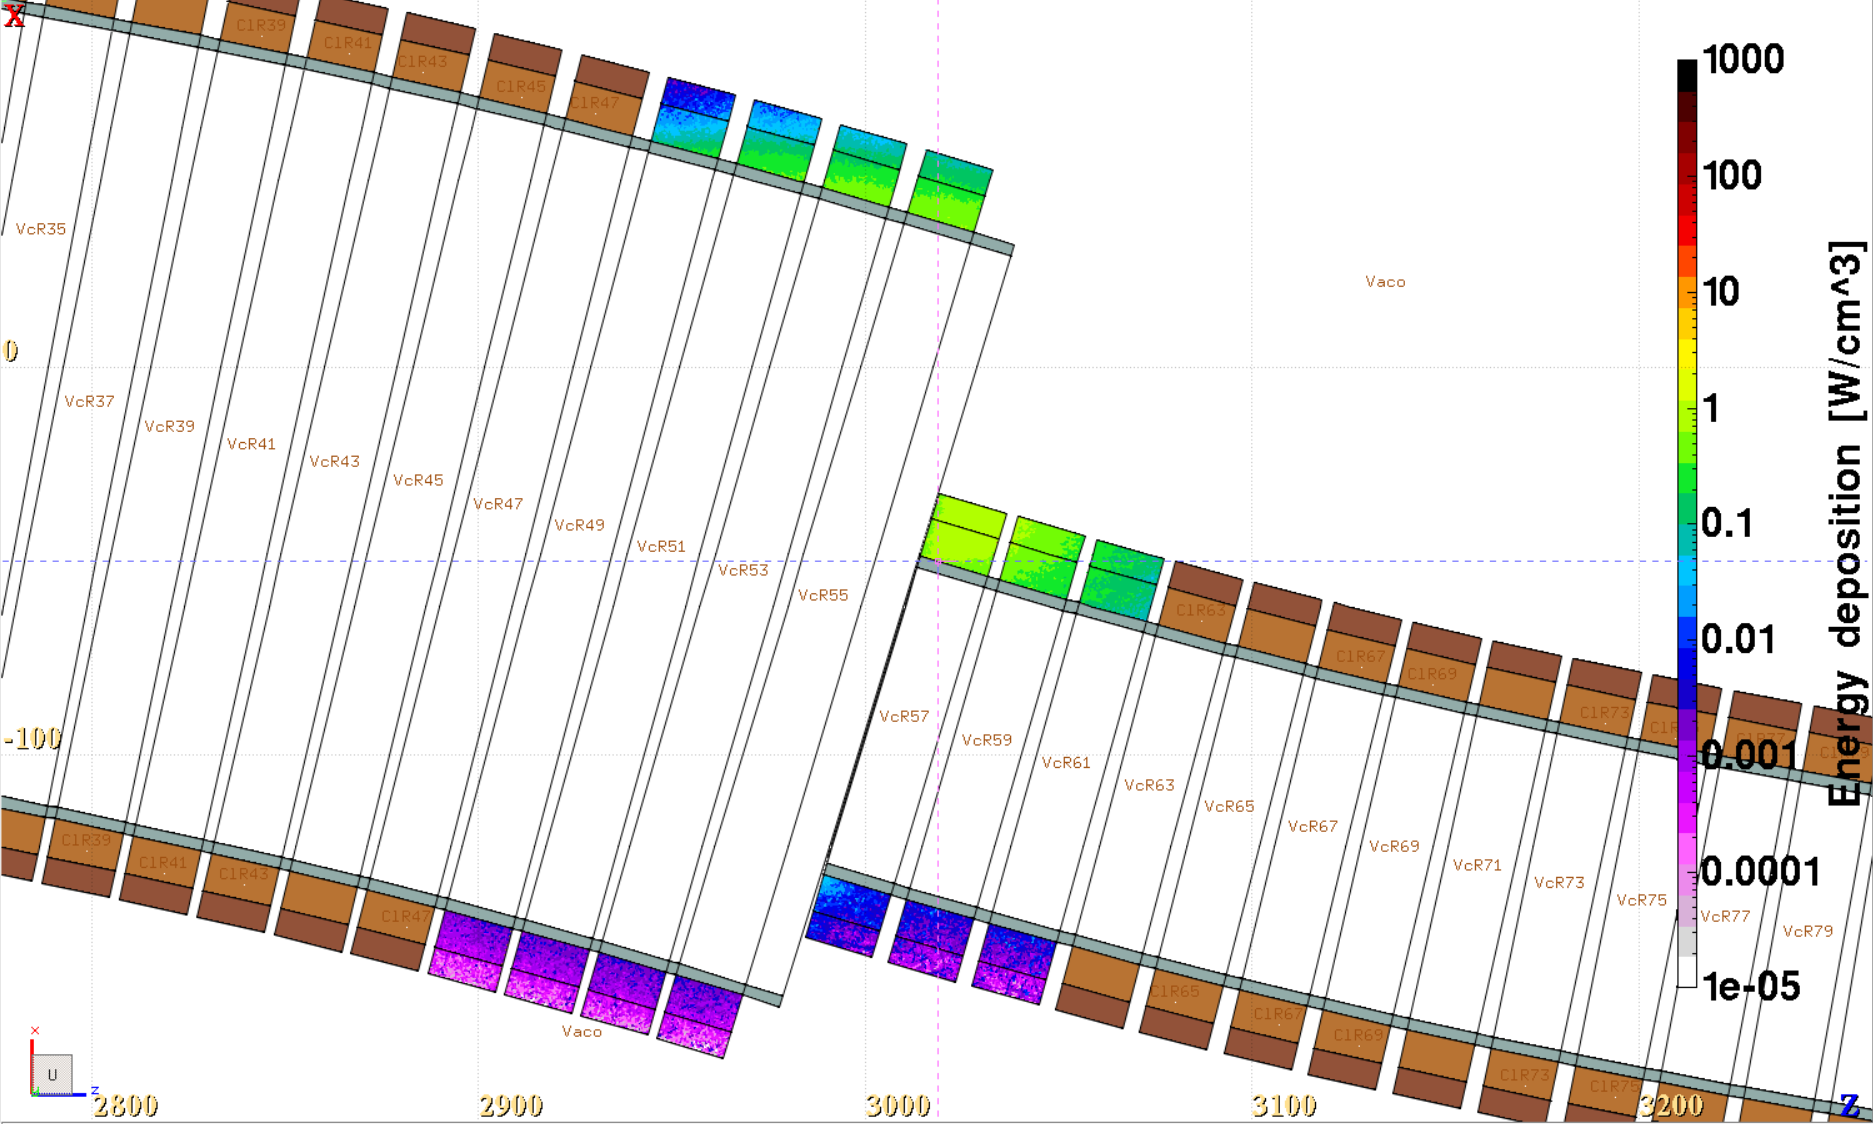 X
C1R39
C1R41
C1R43
C1R45
C1R47
1000
100
10
1
0.1
0.01
0.001
0.0001
1e-05
Energy deposition [W/cm^3]
VcR35
VcR37
VcR39
VcR41
VcR43
VcR45
VcR47
VcR49
VcR51
VcR53
VcR55
Vaco
0
-100
C1R63
C1R67
C1R69
C1R73
C1R77
VcR57
VcR59
VcR61
VcR63
VcR65
VcR67
VcR69
VcR71
VcR73
VcR75
VcR77
VcR79
C1R39
C1R41
C1R43
C1R47
C1R65
C1R67
C1R69
C1R73
C1R75
Vaco
x
U
z
2800
2900
3000
3100
3200
Z